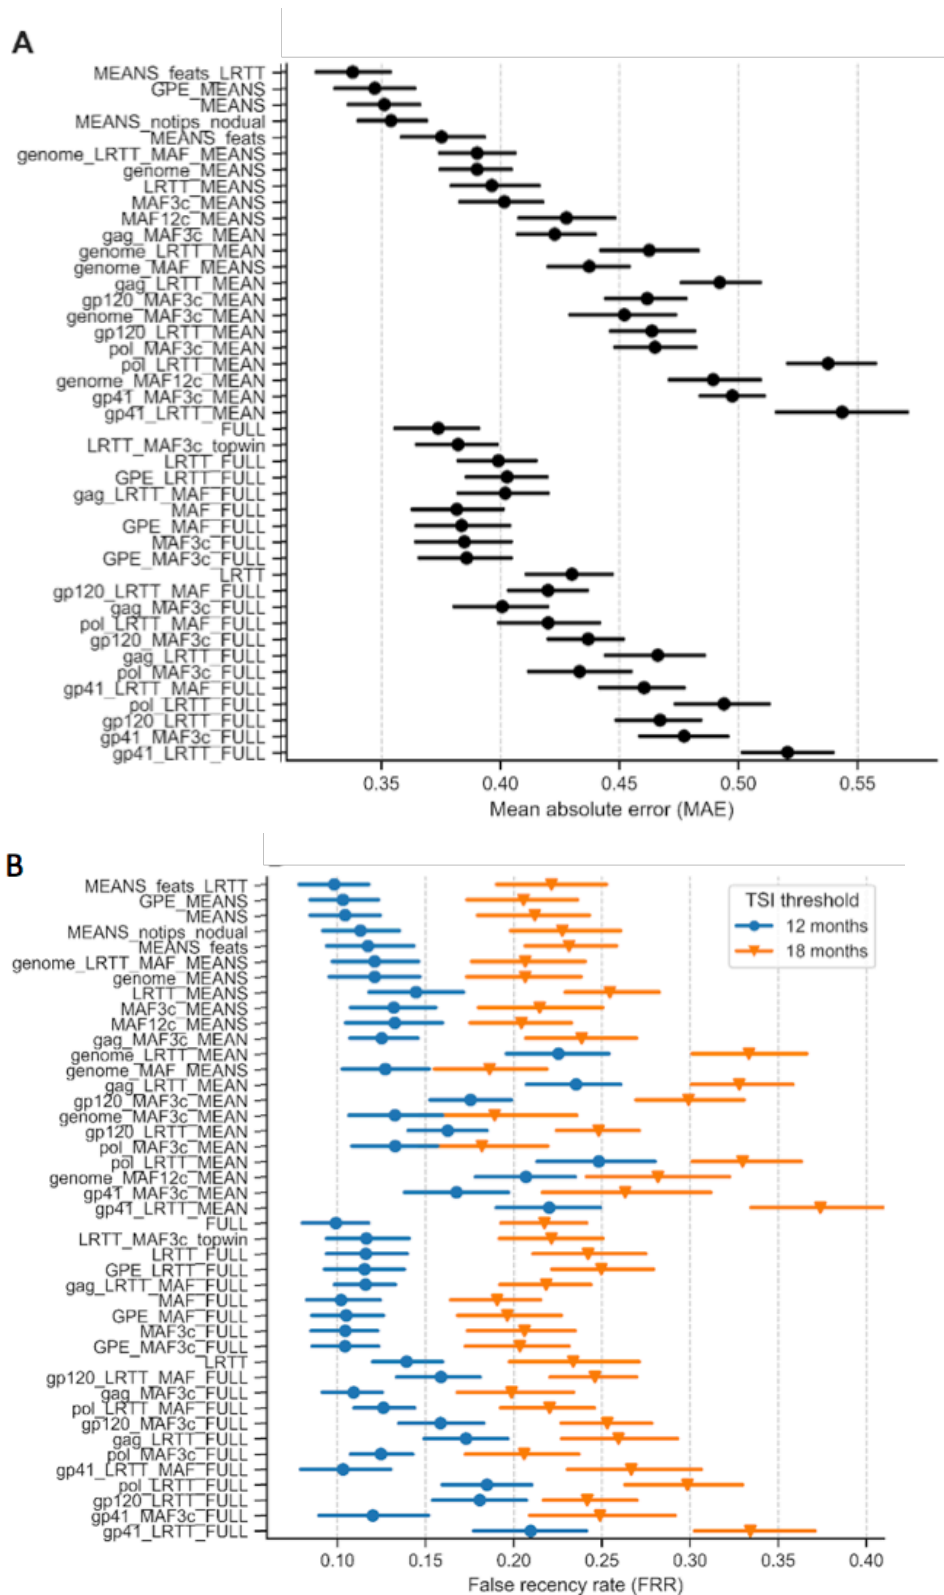 A
MEANS_feats_LRTT
GPE_MEANS
MEANS
MEANS_notips_nodual
MEANS_feats
genome_LRTT_MAF_MEANS
genome_MEANS
LRTT_MEANS
MAF3c_MEANS
MAF12c_MEANS
gag_MAF3c_MEAN
genome_LRTT_MEAN
genome_MAF_MEANS
gag_LRTT_MEAN
gp120_MAF3c_MEAN
genome_MAF3c_MEAN
gp120_LRTT_MEAN
pol_MAF3c_MEAN
pol_LRTT_MEAN
genome_MAF12c_MEAN
gp41_MAF3c_MEAN
gp41_LRTT_MEAN
FULL
LRTT_MAF3c_topwin
LRTT_FULL
GPE_LRTT_FULL
gag_LRTT_MAF_FULL
MAF_FULL
GPE_MAF_FULL
MAF3c_FULL
GPE_MAF3c_FULL
LRTT
gp120_LRTT_MAF_FULL
gag_MAF3c_FULL
pol_LRTT_MAF_FULL
gp120_MAF3c_FULL
gag_LRTT_FULL
pol_MAF3c_FULL
gp41_LRTT_MAF_FULL
pol_LRTT_FULL
gp120_LRTT_FULL
gp41_MAF3c_FULL
gp41_LRTT_FULL
0.35 0.40 0.45 0.50 0.55
Mean absolute error (MAE)
B
MEANS_feats_LRTT
GPE_MEANS
MEANS
MEANS_notips_nodual
MEANS_feats
genome_LRTT_MAF_MEANS
genome_MEANS
LRTT_MEANS
MAF3c_MEANS
MAF12c_MEANS
gag_MAF3c_MEAN
genome_LRTT_MEAN
genome_MAF_MEANS
gag_LRTT_MEAN
gp120_MAF3c_MEAN
genome_MAF3c_MEAN
gp120_LRTT_MEAN
pol_MAF3c_MEAN
pol_LRTT_MEAN
genome_MAF12c_MEAN
gp41_MAF3c_MEAN
gp41_LRTT_MEAN
FULL
LRTT_MAF3c_topwin
LRTT_FULL
GPE_LRTT_FULL
gag_LRTT_MAF_FULL
MAF_FULL
GPE_MAF_FULL
MAF3c_FULL
GPE_MAF3c_FULL
LRTT
gp120_LRTT_MAF_FULL
gag_MAF3c_FULL
pol_LRTT_MAF_FULL
gp120_MAF3c_FULL
gag_LRTT_FULL
pol_MAF3c_FULL
gp41_LRTT_MAF_FULL
pol_LRTT_FULL
gp120_LRTT_FULL
gp41_MAF3c_FULL
gp41_LRTT_FULL
TSI threshold
12 months
18 months
0.10 0.15 0.20 0.25 0.30 0.35 0.40
False recency rate (FRR)